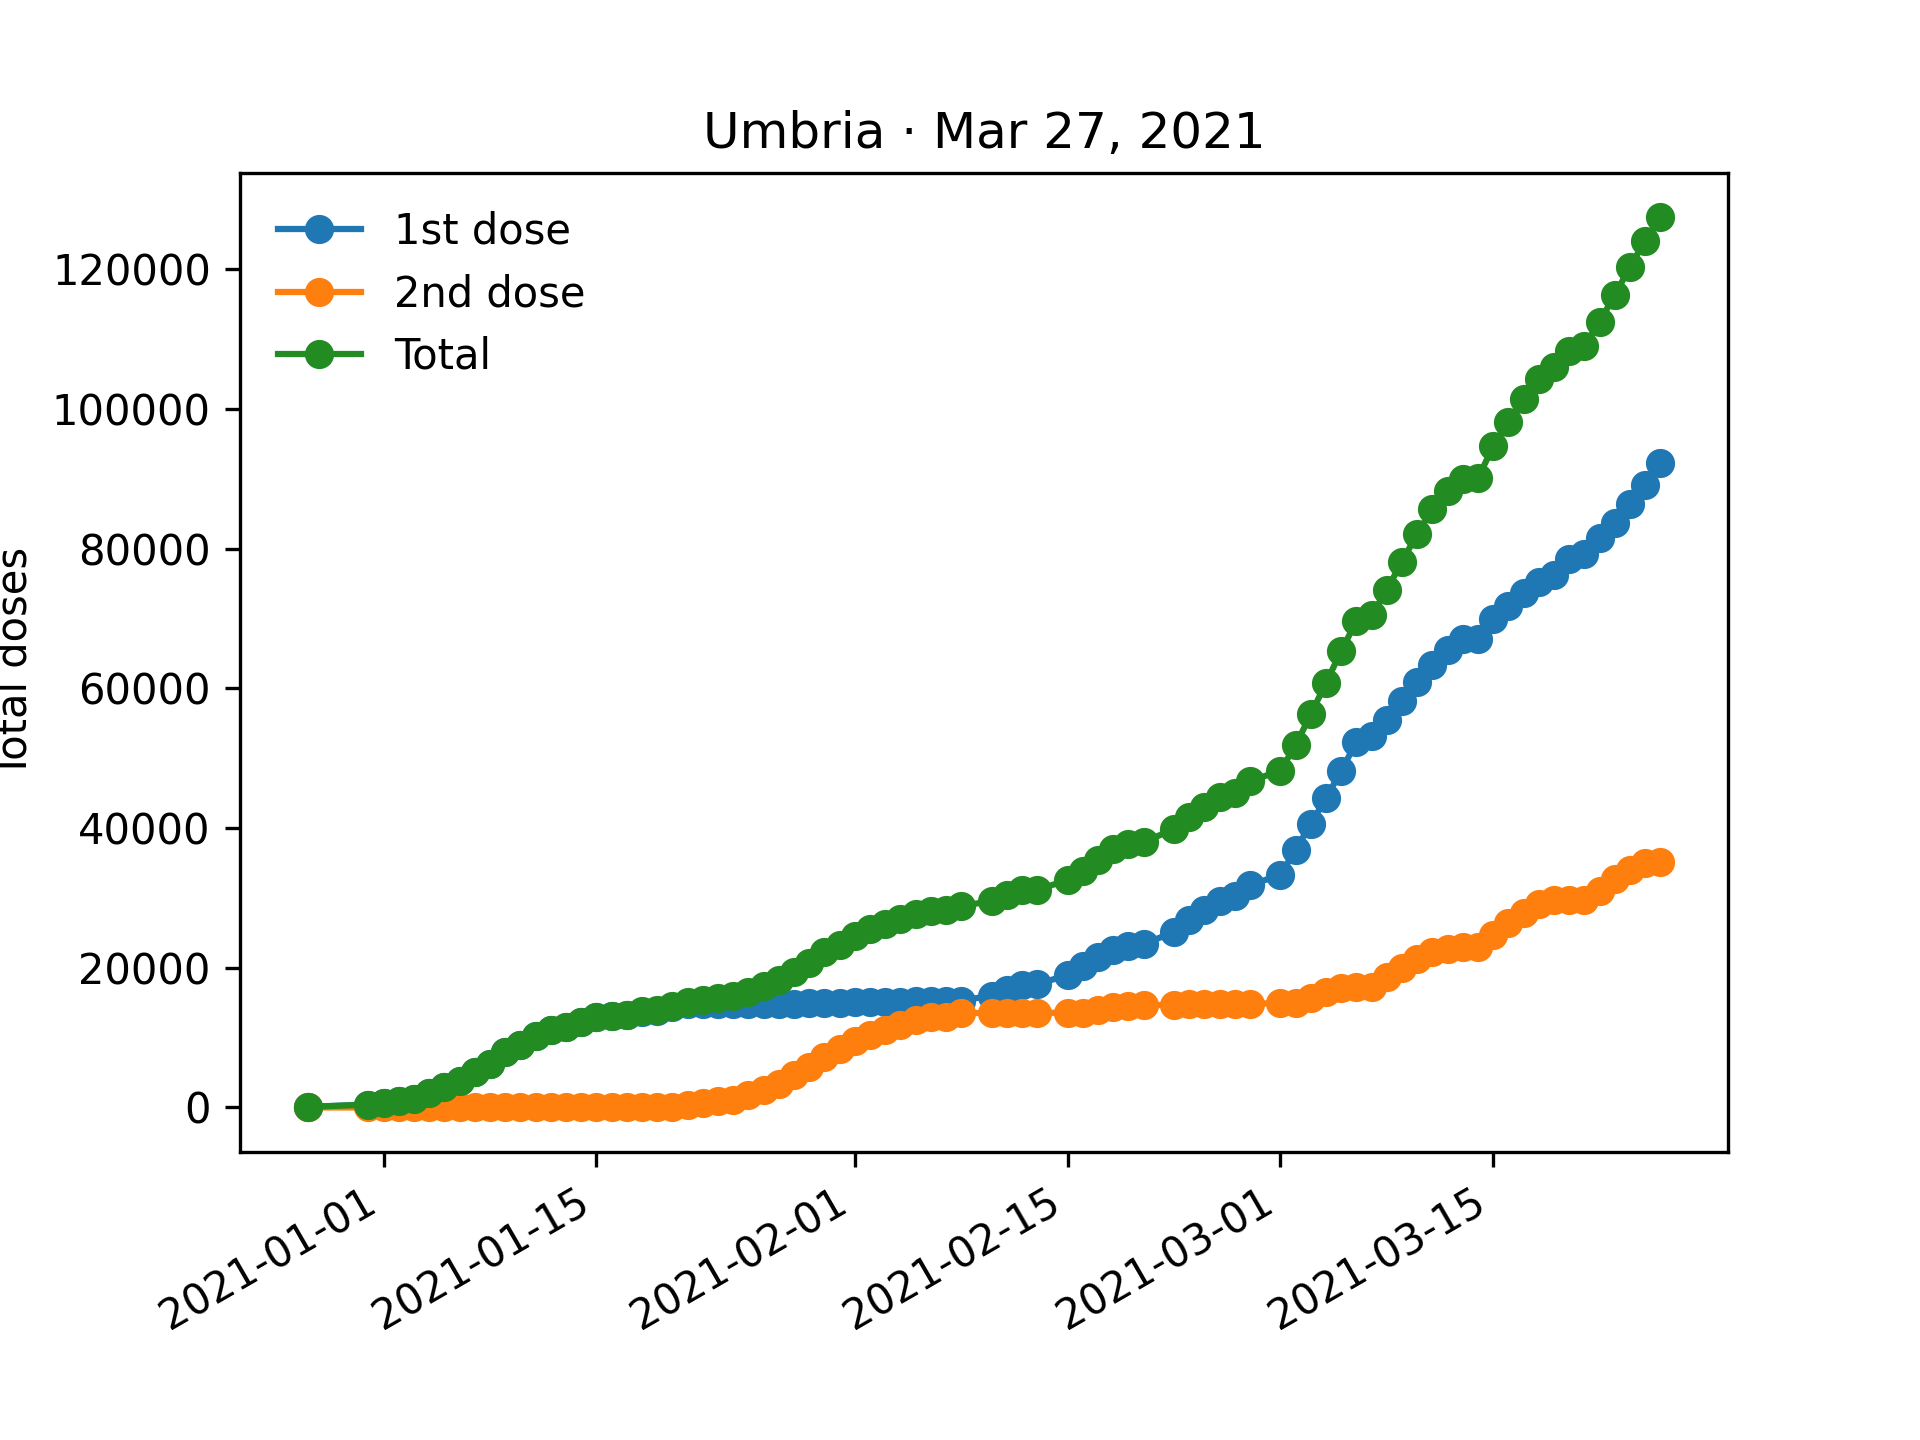 Umbria · Mar 27, 2021
1st dose
2nd dose
Total
120000
100000
80000
60000
40000
20000
0
Total doses
2021-01-01
2021-01-15
2021-02-01
2021-02-15
2021-03-01
2021-03-15